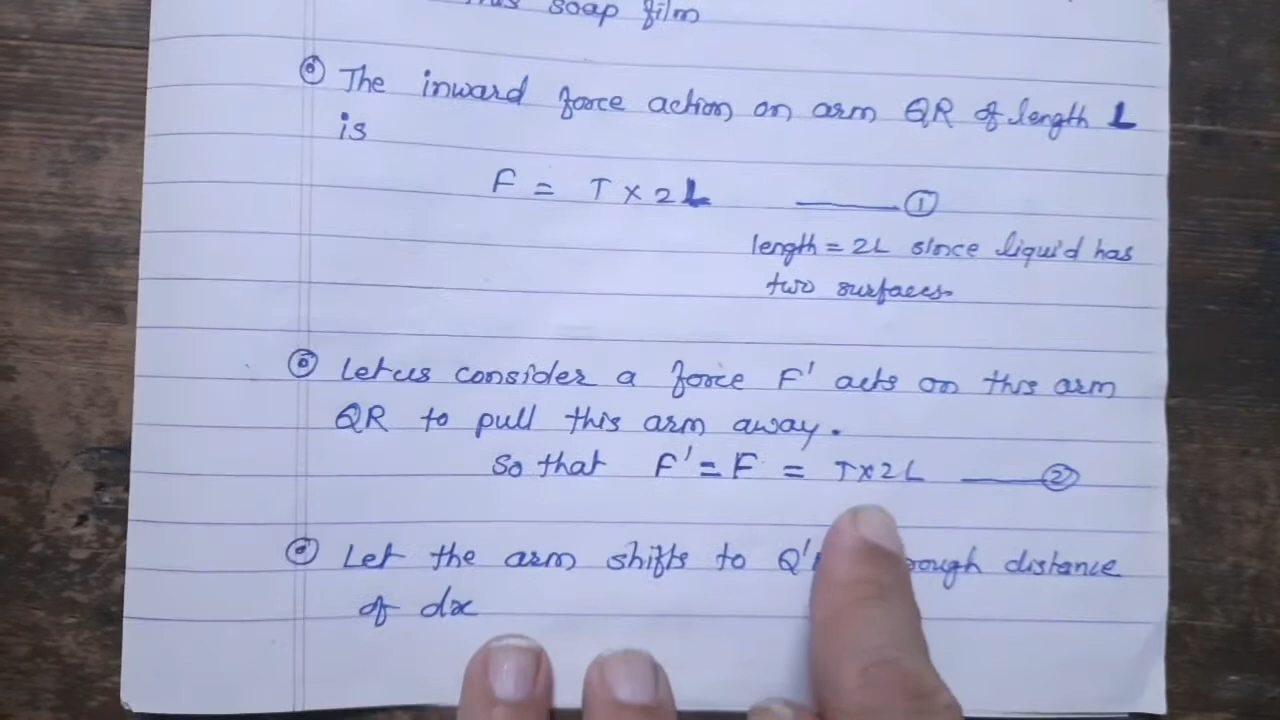 soap film
The inward force action on arm QR of length L
is
F = T × 2L ——— ①
length = 2L since liquid has
two surfaces
Let us consider a force F' acts on this arm
QR to pull this arm away.
So that F' = F = T×2L ——— ②
Let the arm shifts to distance
of dx